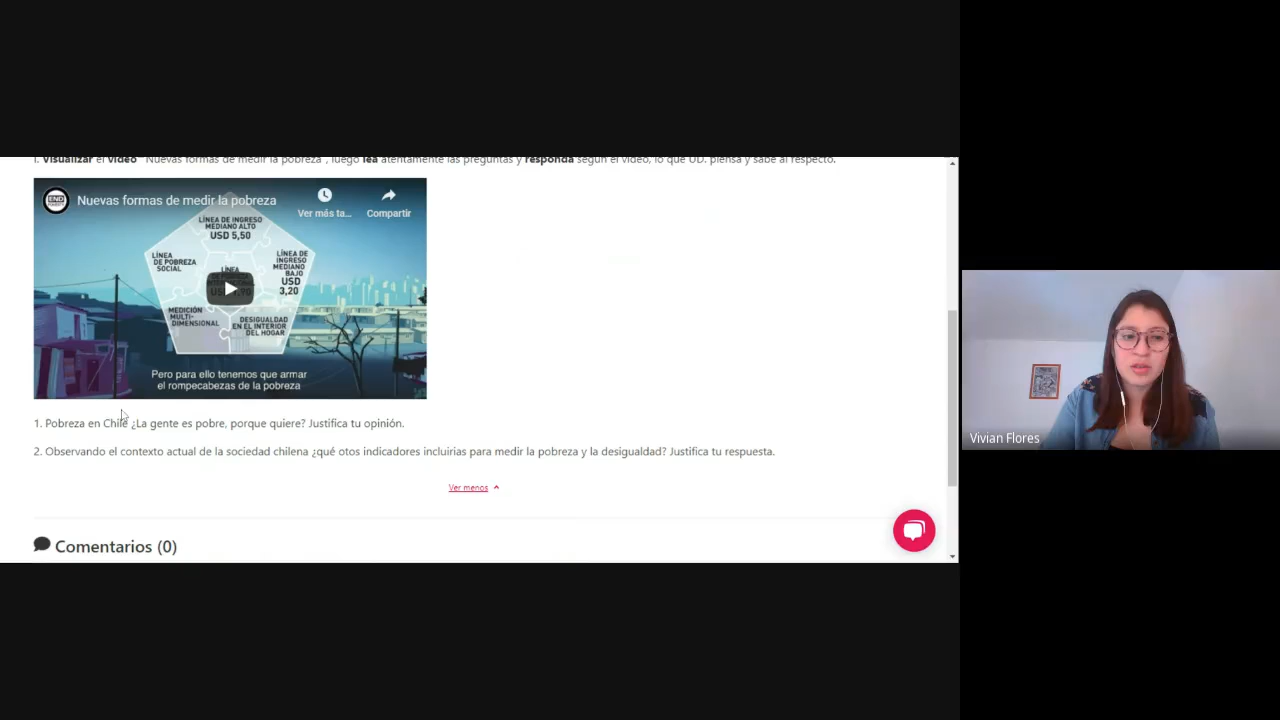 I. Visualizar el video "Nuevas formas de medir la pobreza", luego lea atentamente las preguntas y responda según el video, lo que UD. piensa y sabe al respecto.
Nuevas formas de medir la pobreza
Ver más ta...
Compartir
LÍNEA DE INGRESO
MEDIANO ALTO
USD 5,50
LÍNEA
DE POBREZA
SOCIAL
LÍNEA DE
INGRESO
MEDIANO
BAJO
USD
3,20
LÍNEA
MEDICIÓN
MULTI-
DIMENSIONAL
DESIGUALDAD
EN EL INTERIOR
DEL HOGAR
Pero para ello tenemos que armar
el rompecabezas de la pobreza
1. Pobreza en Chile ¿La gente es pobre, porque quiere? Justifica tu opinión.
2. Observando el contexto actual de la sociedad chilena ¿qué otos indicadores incluirias para medir la pobreza y la desigualdad? Justifica tu respuesta.
Ver menos
Comentarios (0)
Vivian Flores